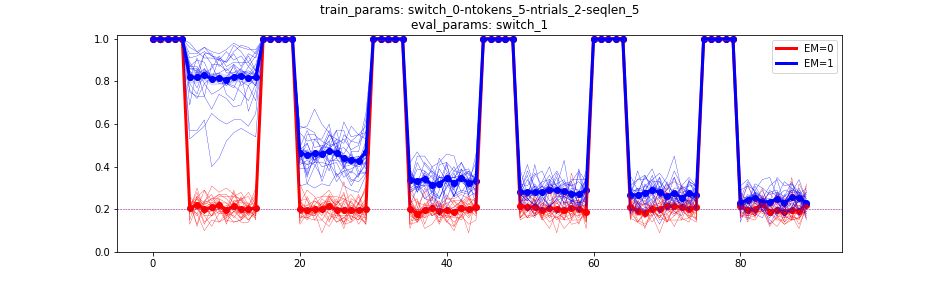 train_params: switch_0-ntokens_5-ntrials_2-seqlen_5
eval_params: switch_1
1.0
0.8
0.6
0.4
0.2
0.0
EM=0
EM=1
0 20 40 60 80